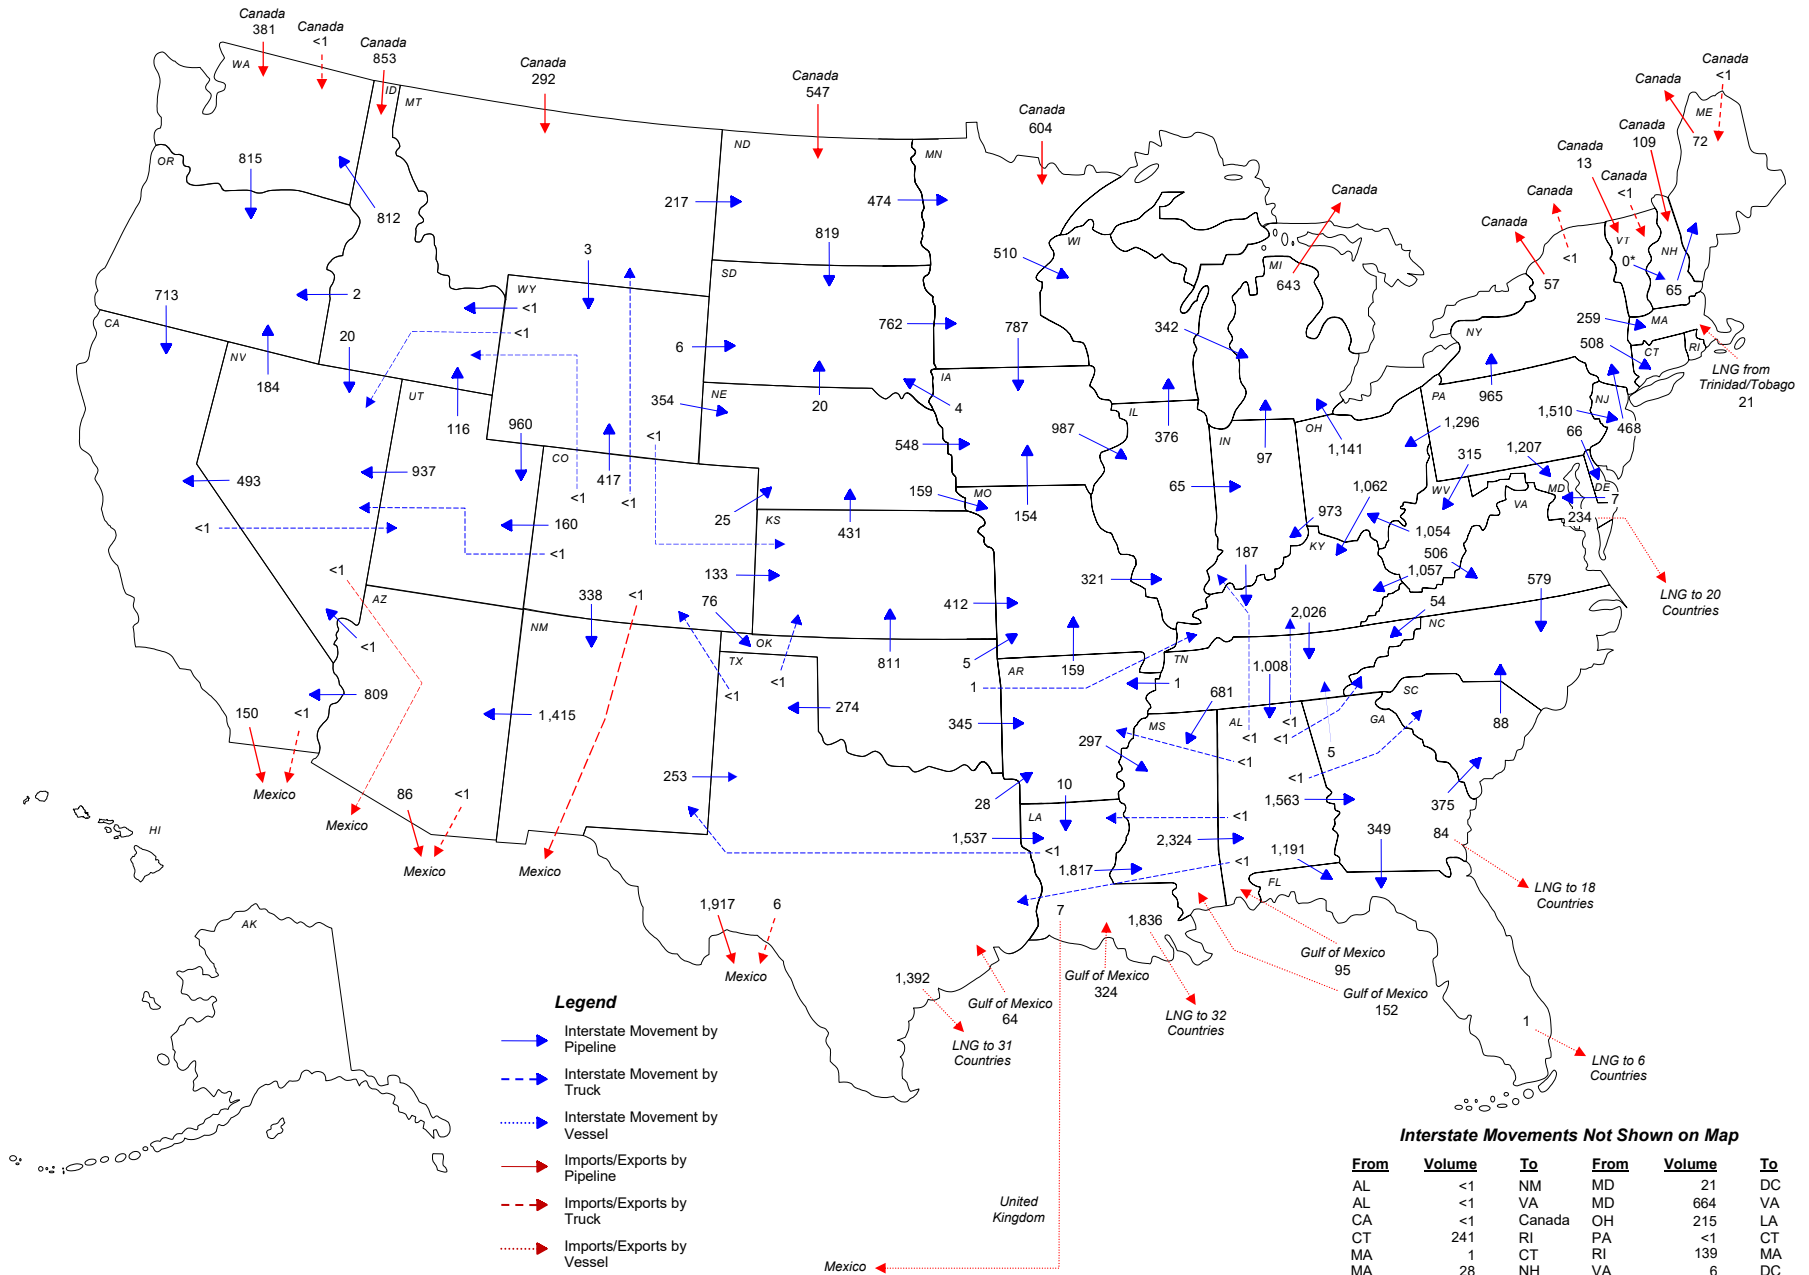 Canada
381
Canada
<1
Canada
853
Canada
292
Canada
547
Canada
604
Canada
643
Canada
<1
Canada
72
Canada
109
Canada
13
Canada
<1
Canada
<1
Canada
57
WA
ID
MT
ND
MN
WI
MI
ME
VT
NH
OR
815
812
217
474
819
510
3
0*
65
NY
MA
259
508
CT
RI
LNG from
Trinidad/Tobago
21
SD
WY
<1
<1
2
713
CA
NV
184
20
UT
116
960
6
762
787
342
NE
354
20
IA
4
IL
376
987
IN
97
OH
1,141
PA
965
1,296
NJ
1,510
468
66
1,207
315
WV
MD
DE
7
234
VA
LNG to 20
Countries
493
937
CO
417
<1
<1
<1
548
159
MO
154
25
KS
431
65
973
1,062
KY
1,054
506
1,057
579
<1
160
<1
133
321
187
2,026
54
NC
<1
AZ
338
<1
76
412
NM
OK
TX
811
5
AR
159
TN
1,008
<1
<1
<1
1
1
681
SC
GA
809
150
<1
1,415
274
345
MS
AL
<1
<1
<1
5
88
297
<1
<1
253
Mexico
Mexico
86
<1
28
10
1,563
375
HI
LA
1,537
<1
2,324
<1
<1
349
84
1,191
1.817
FL
LNG to 18
Countries
Mexico
Mexico
1,917
6
7
1,836
AK
Mexico
1,392
Gulf of Mexico
64
Gulf of Mexico
324
Gulf of Mexico
95
Gulf of Mexico
152
LNG to 31
Countries
LNG to 32
Countries
1
LNG to 6
Countries
Legend
Interstate Movement by
Pipeline
Interstate Movement by
Truck
Interstate Movement by
Vessel
Imports/Exports by
Pipeline
Imports/Exports by
Truck
Imports/Exports by
Vessel
United
Kingdom
Mexico
Interstate Movements Not Shown on Map
From Volume To From Volume To
AL <1 NM MD 21 DC
AL <1 VA MD 664 VA
CA <1 Canada OH 215 LA
CT 241 RI PA <1 CT
MA 1 CT RI 139 MA
MA 28 NH VA 6 DC